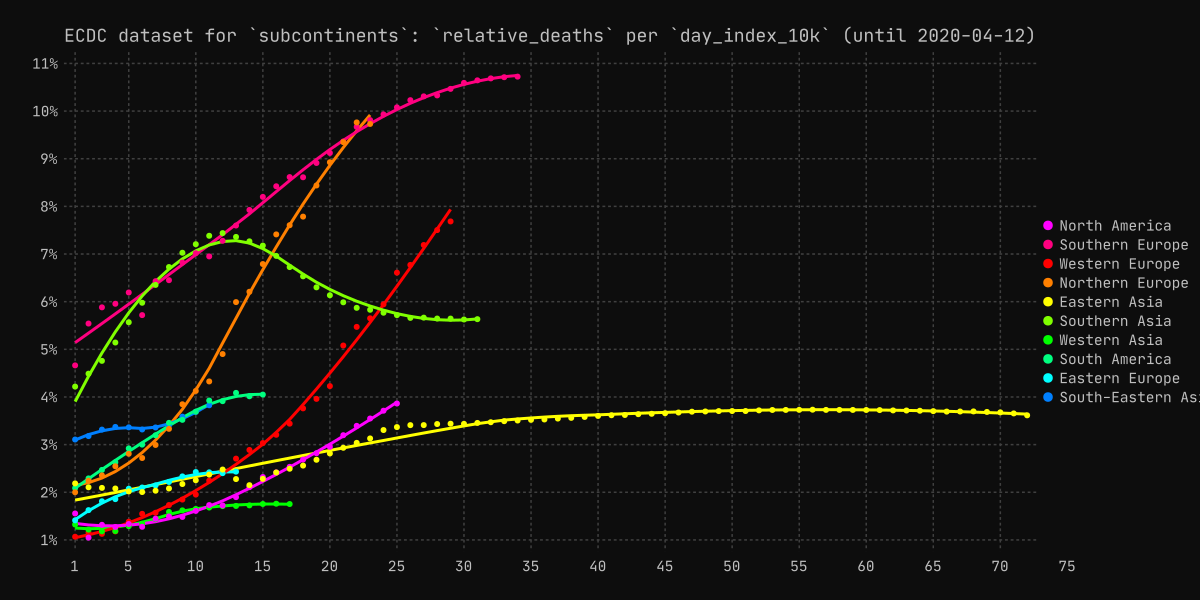 ECDC dataset for `subcontinents`: `relative_deaths` per `day_index_10k` (until 2020-04-12)
11%
10%
9%
8%
7%
6%
5%
4%
3%
2%
1%
1 5 10 15 20 25 30 35 40 45 50 55 60 65 70 75
North America
Southern Europe
Western Europe
Northern Europe
Eastern Asia
Southern Asia
Western Asia
South America
Eastern Europe
South-Eastern Asi